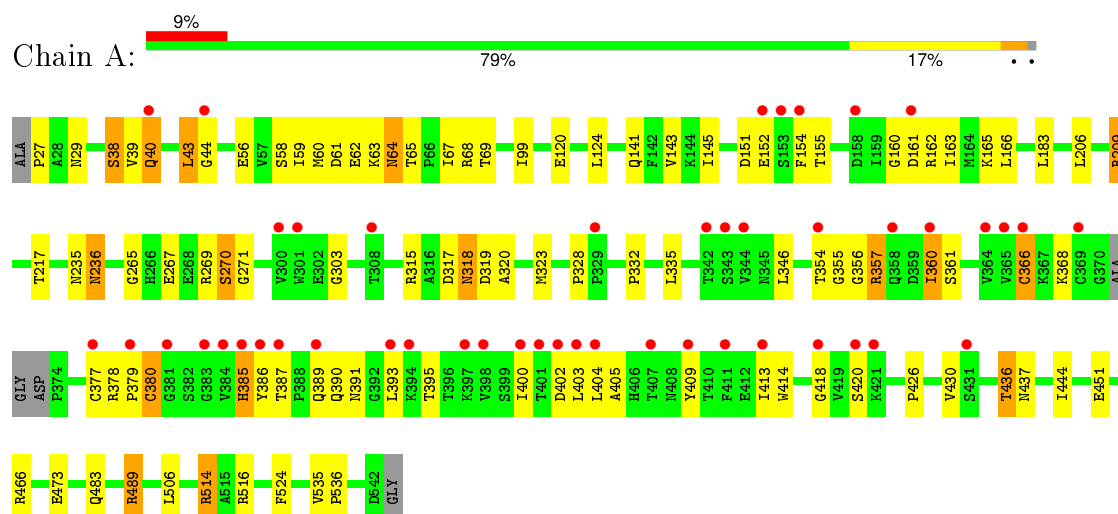 9%
Chain A:
79% 17% • •
ALA P27 A28 N29 S38 V39 Q40 L43 G44 E56 V57 S58 I59 M60 D61 E62 K63 N64 T65 P66 I67 R68 T69 I99 E120 L124 Q141 F142 V143 K144 I145 D151 E152 S153 F154 T155 D158 I159 G160 D161 R162 I163 M164 K165 L166 L183 L206
T217 N235 N236 G265 H266 E267 E268 R269 S270 G271 V300 W301 E302 G303 T308 R315 A316 D317 N318 D319 A320 M323 P328 P329 P332 L335 T342 S343 V344 N345 L346 T354 G355 G356 R357 Q358 D359 I360 S361 V364 V365 C366 K367 K368 C369 G370 ALA
GLY ASP P374 C377 R378 P379 C380 G381 S382 G383 V384 H385 Y386 T387 P388 Q389 Q390 N391 G392 L393 K394 T395 T396 K397 V398 S399 I400 T401 D402 L403 L404 A405 H406 T407 N408 Y409 T410 F411 E412 I413 W414 G418 V419 S420 K421 P426 V430 S431 T436 N437 I444 E451
R466 E473 Q483 R489 L506 R514 A515 R516 F524 V535 P536 D542 GLY